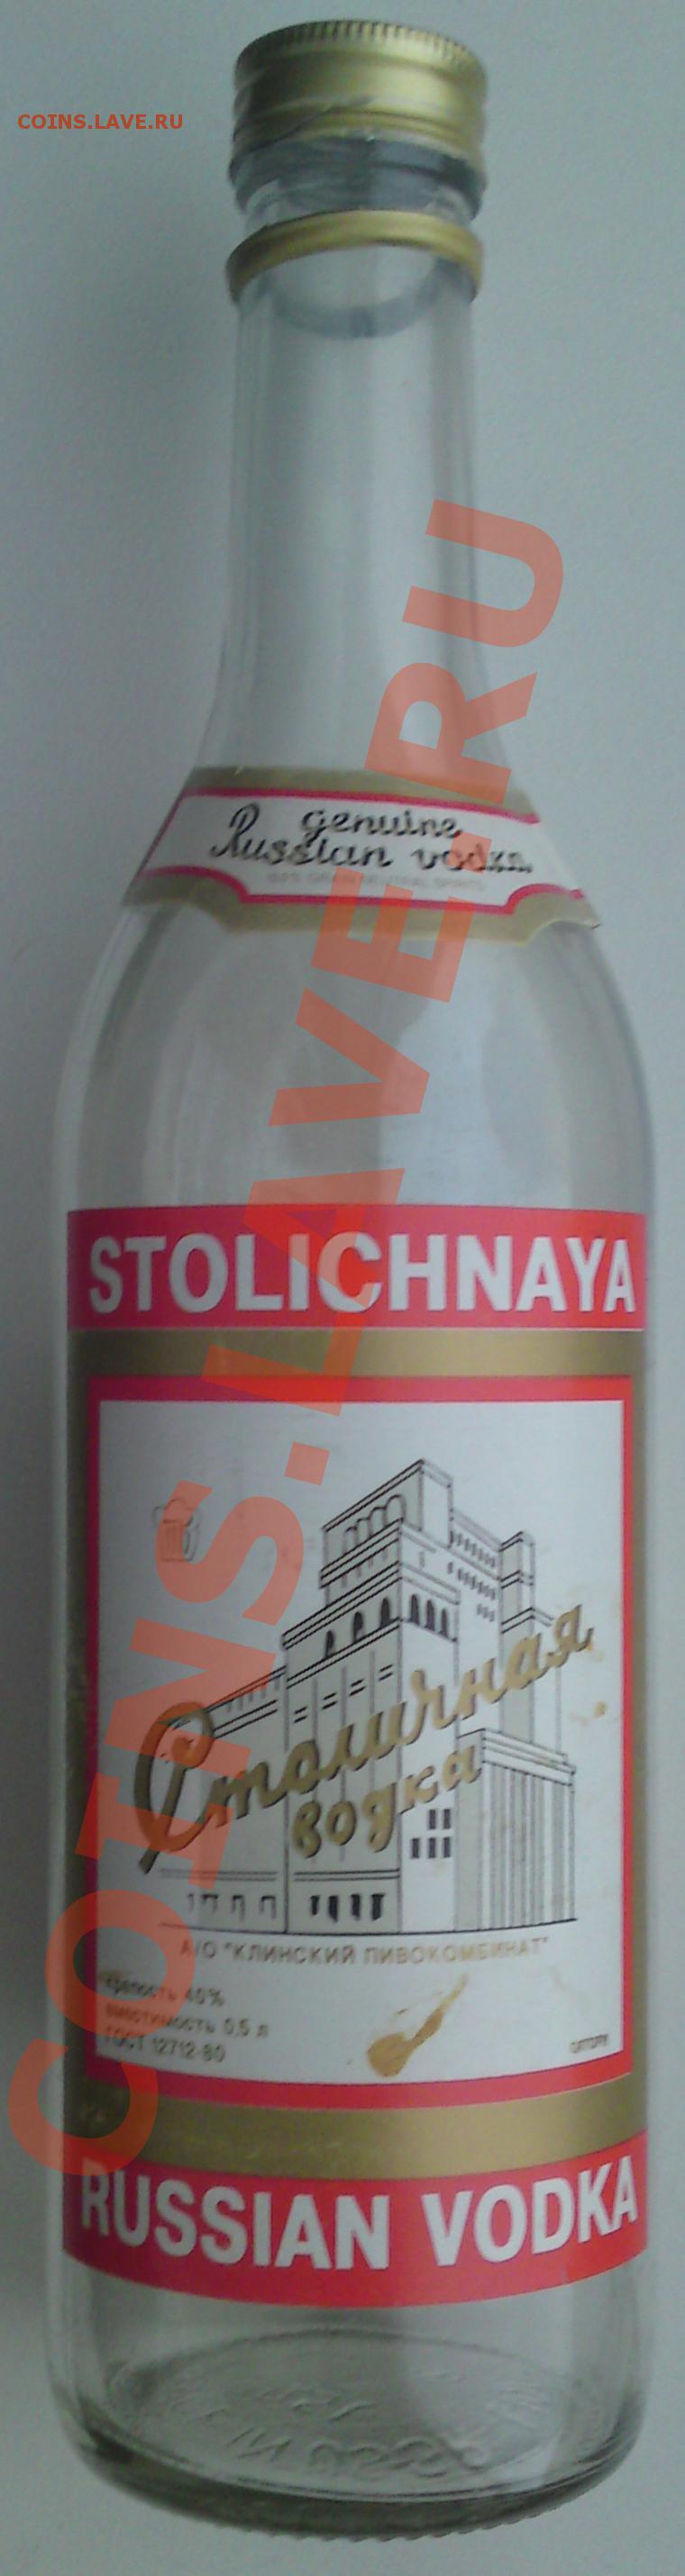 COINS.LAVE.RU
genuine
Russian vodka
STOLICHNAYA
Столичная
водка
А/О "КЛИНСКИЙ ПИВОКОМБИНАТ"
крепость 40%
вместимость 0,5 л
ГОСТ 12712-80
RUSSIAN VODKA
COINS.LAVE.RU